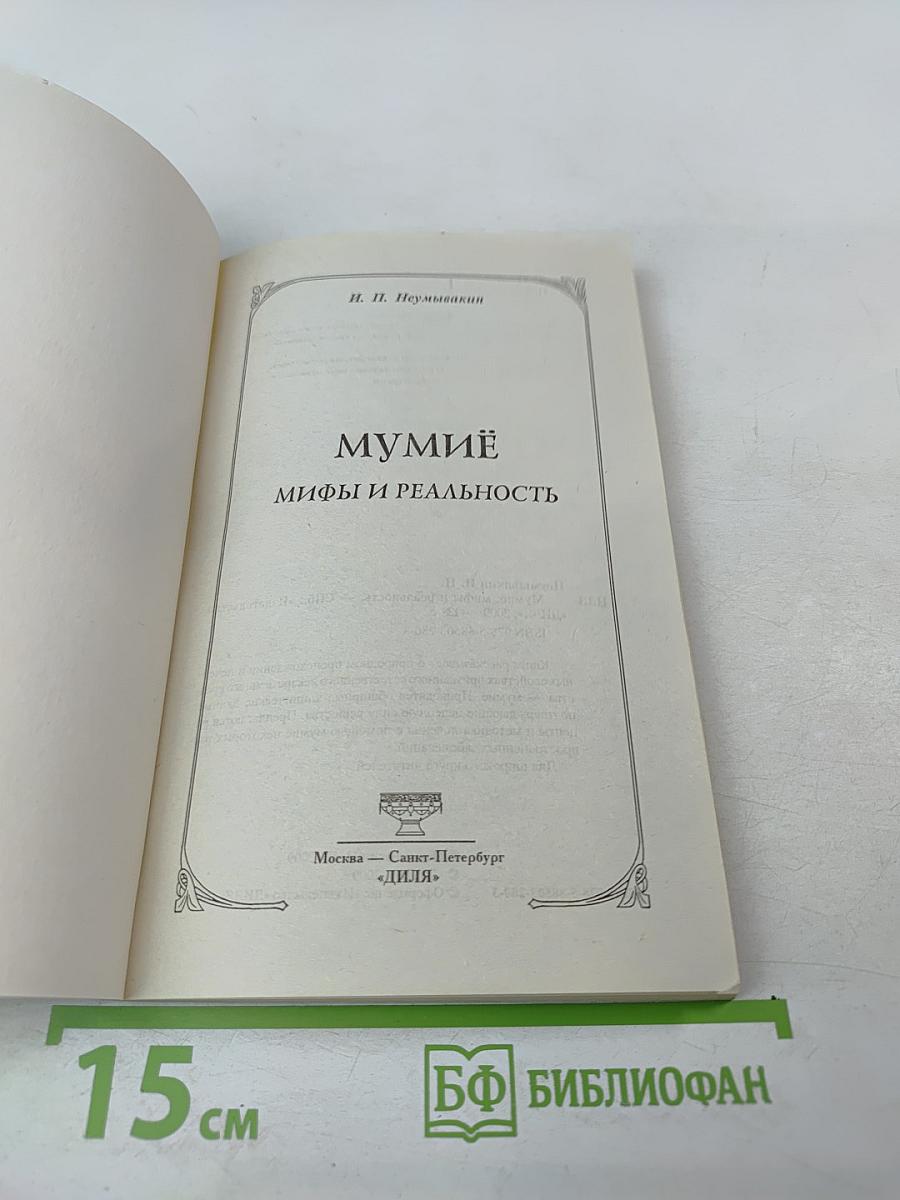 И. П. Неумывакин
МУМИЁ
МИФЫ И РЕАЛЬНОСТЬ
Москва — Санкт-Петербург
«ДИЛЯ»
15 см
БФ БИБЛИОФАН